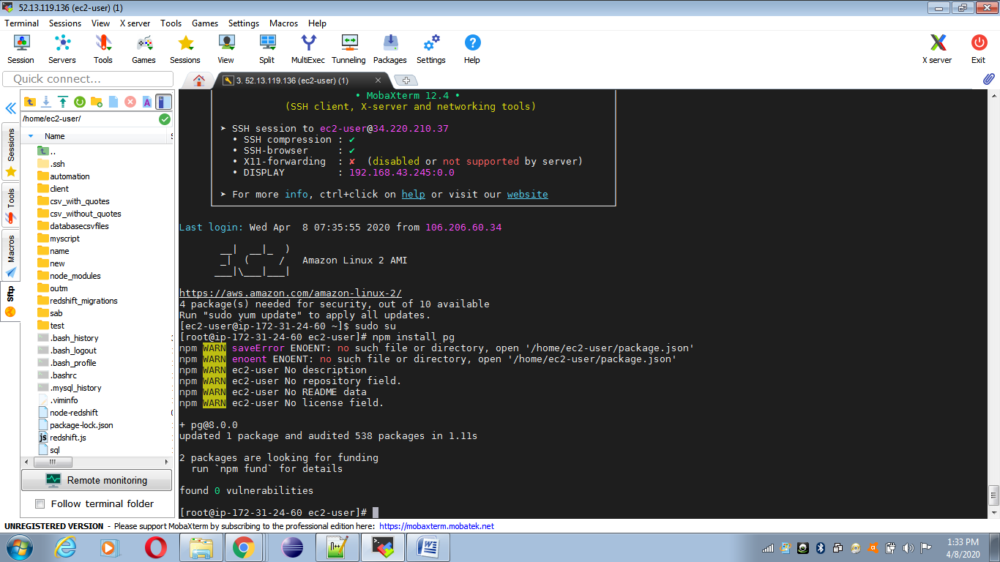 52.13.119.136 (ec2-user) (1)
Terminal Sessions View X server Tools Games Settings Macros Help
Session Servers Tools Games Sessions View Split MultiExec Tunneling Packages Settings Help X server Exit
Quick connect...
3. 52.13.119.136 (ec2-user) (1)
/home/ec2-user/
Name S
..
.ssh
automation
client
csv_with_quotes
csv_without_quotes
databasecsvfiles
myscript
name
new
node_modules
outm
redshift_migrations
sab
test
.bash_history
.bash_logout
.bash_profile
.bashrc
.mysql_history
.viminfo
node-redshift
package-lock.json
redshift.js
sql
Sessions
Tools
Macros
Sftp
Remote monitoring
Follow terminal folder
• MobaXterm 12.4 •
(SSH client, X-server and networking tools)
➤ SSH session to ec2-user@34.220.210.37
• SSH compression : ✔
• SSH-browser : ✔
• X11-forwarding : ✘ (disabled or not supported by server)
• DISPLAY : 192.168.43.245:0.0
➤ For more info, ctrl+click on help or visit our website
Last login: Wed Apr  8 07:35:55 2020 from 106.206.60.34
__|  __|_  )
_|  (     /   Amazon Linux 2 AMI
___|\___|___|
https://aws.amazon.com/amazon-linux-2/
4 package(s) needed for security, out of 10 available
Run "sudo yum update" to apply all updates.
[ec2-user@ip-172-31-24-60 ~]$ sudo su
[root@ip-172-31-24-60 ec2-user]# npm install pg
npm WARN saveError ENOENT: no such file or directory, open '/home/ec2-user/package.json'
npm WARN enoent ENOENT: no such file or directory, open '/home/ec2-user/package.json'
npm WARN ec2-user No description
npm WARN ec2-user No repository field.
npm WARN ec2-user No README data
npm WARN ec2-user No license field.
+ pg@8.0.0
updated 1 package and audited 538 packages in 1.11s
2 packages are looking for funding
run `npm fund` for details
found 0 vulnerabilities
[root@ip-172-31-24-60 ec2-user]#
UNREGISTERED VERSION - Please support MobaXterm by subscribing to the professional edition here: https://mobaxterm.mobatek.net
1:33 PM
4/8/2020